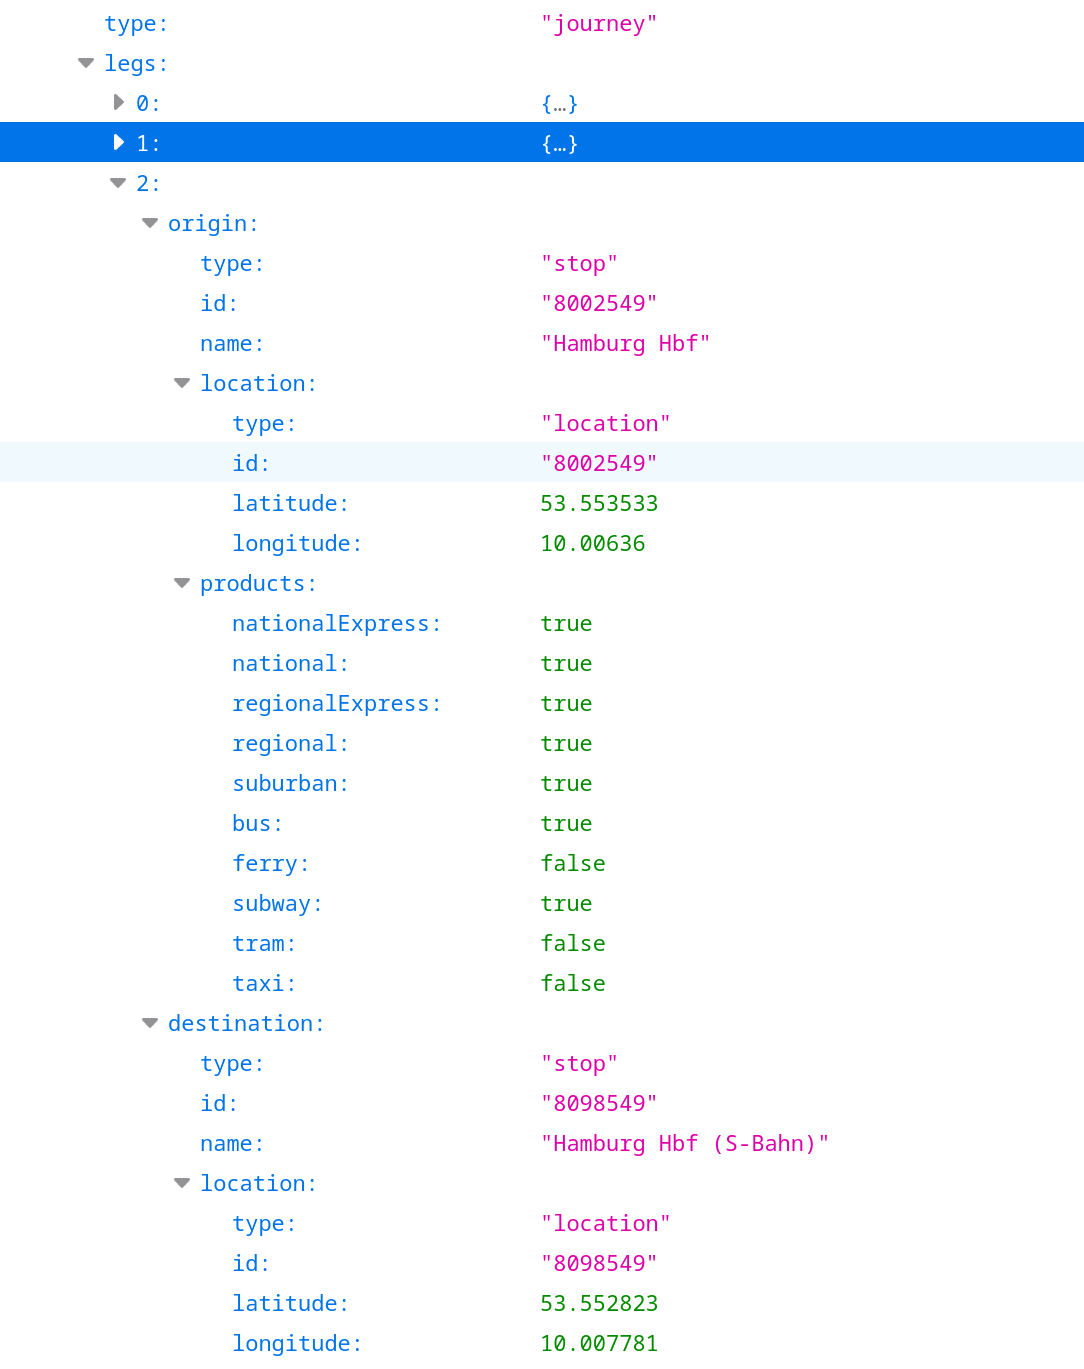 type: "journey"
legs:
0: {…}
1: {…}
2:
origin:
type: "stop"
id: "8002549"
name: "Hamburg Hbf"
location:
type: "location"
id: "8002549"
latitude: 53.553533
longitude: 10.00636
products:
nationalExpress: true
national: true
regionalExpress: true
regional: true
suburban: true
bus: true
ferry: false
subway: true
tram: false
taxi: false
destination:
type: "stop"
id: "8098549"
name: "Hamburg Hbf (S-Bahn)"
location:
type: "location"
id: "8098549"
latitude: 53.552823
longitude: 10.007781